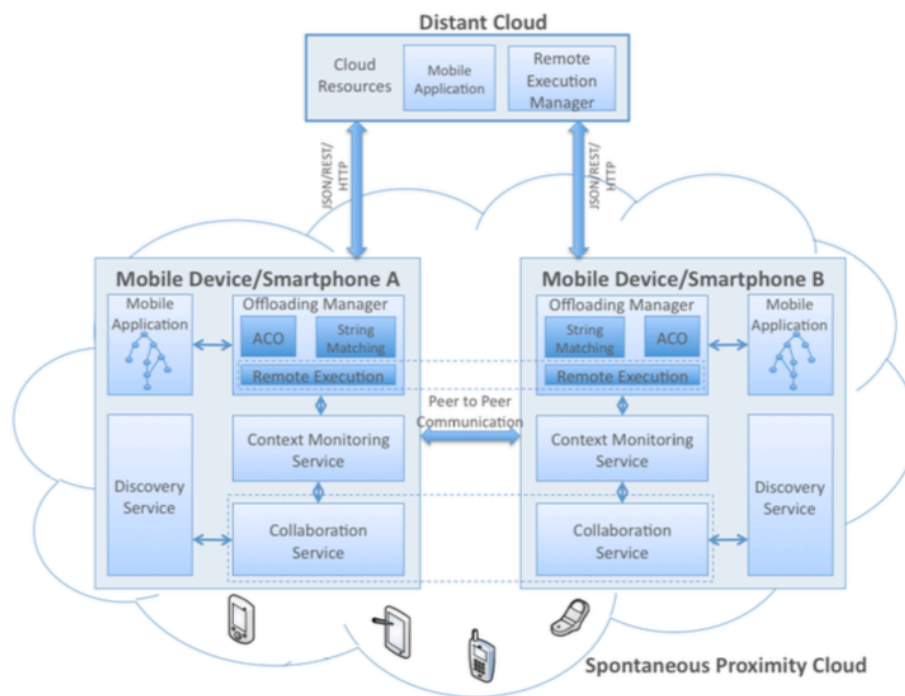 Distant Cloud
Cloud
Resources
Mobile
Application
Remote
Execution
Manager
JSON/REST/
HTTP
JSON/REST/
HTTP
Mobile Device/Smartphone A
Mobile
Application
Offloading Manager
ACO
String
Matching
Remote Execution
Context Monitoring
Service
Discovery
Service
Collaboration
Service
Peer to Peer
Communication
Mobile Device/Smartphone B
Offloading Manager
String
Matching
ACO
Remote Execution
Mobile
Application
Context Monitoring
Service
Collaboration
Service
Discovery
Service
Spontaneous Proximity Cloud